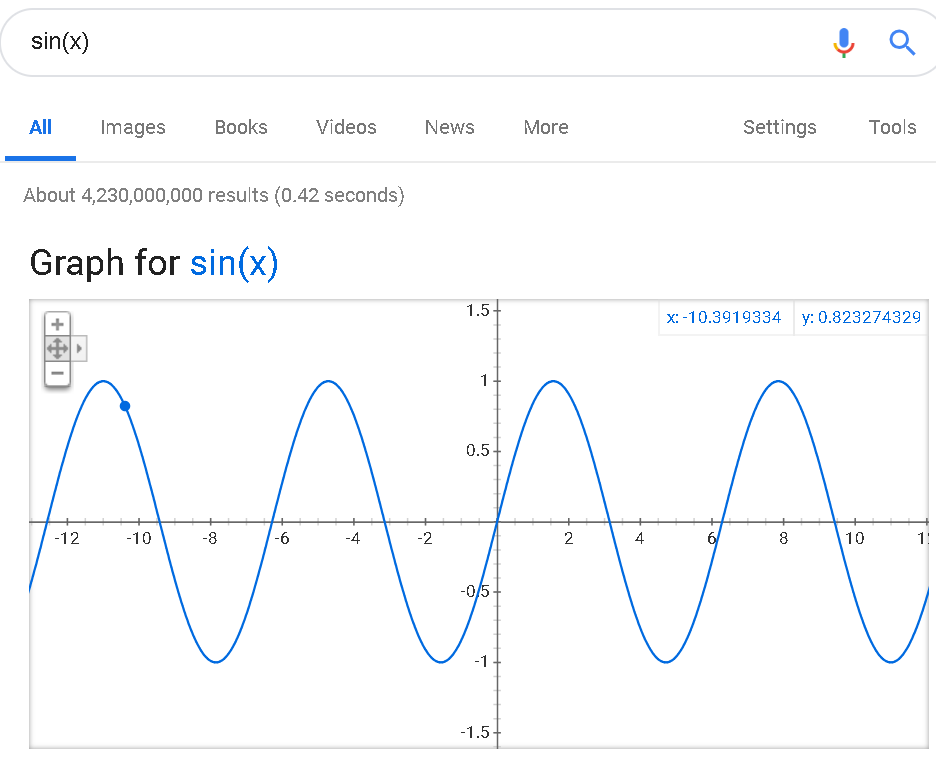 sin(x)
All Images Books Videos News More Settings Tools
About 4,230,000,000 results (0.42 seconds)
Graph for sin(x)
+
−
x: -10.3919334 y: 0.823274329
1.5
1
0.5
-12 -10 -8 -6 -4 -2 2 4 6 8 10
-0.5
-1
-1.5